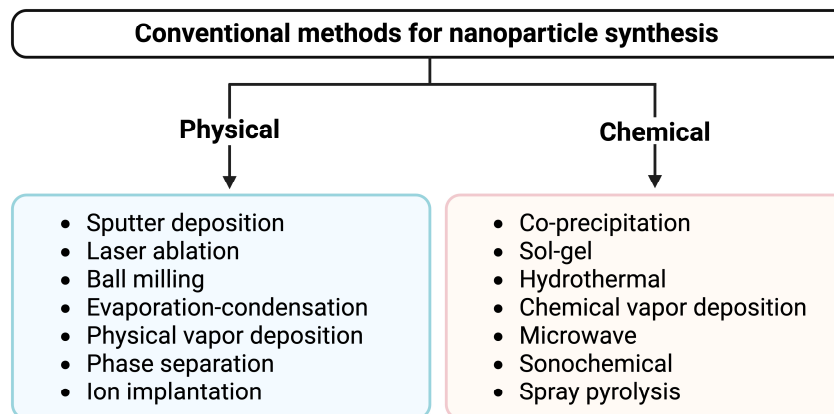 Conventional methods for nanoparticle synthesis
Physical
Chemical
• Sputter deposition
• Laser ablation
• Ball milling
• Evaporation-condensation
• Physical vapor deposition
• Phase separation
• Ion implantation
• Co-precipitation
• Sol-gel
• Hydrothermal
• Chemical vapor deposition
• Microwave
• Sonochemical
• Spray pyrolysis